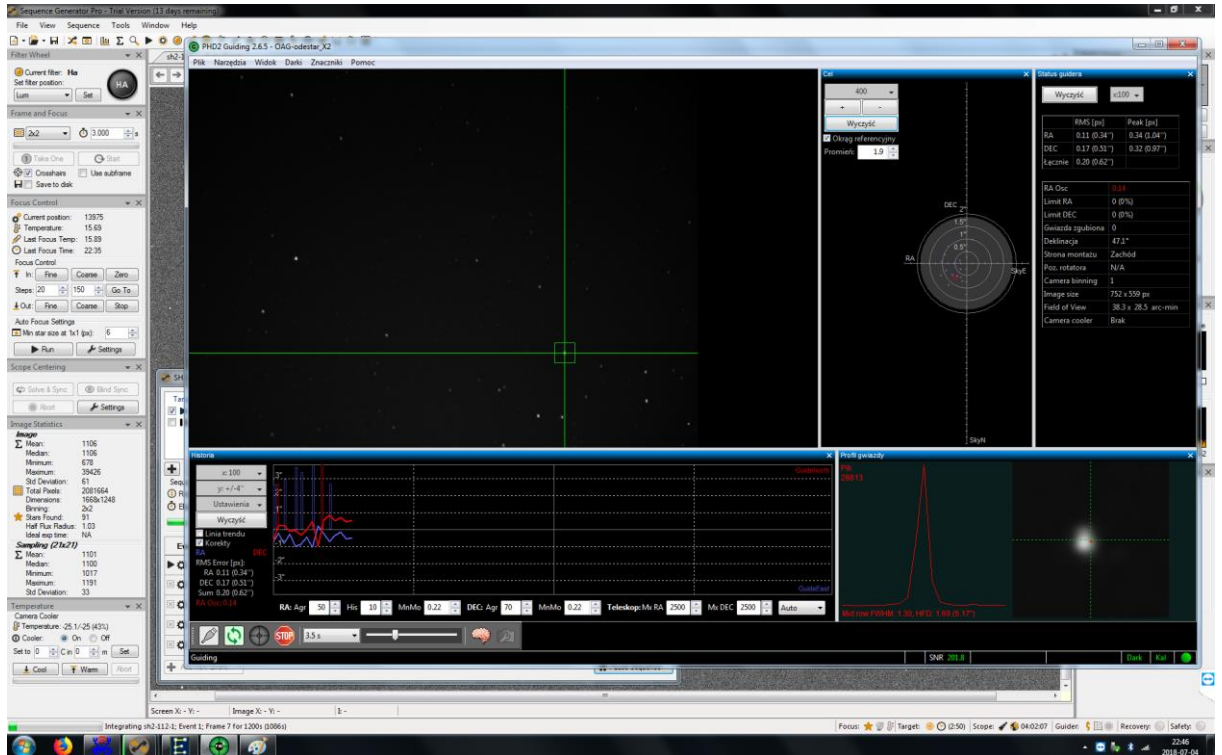 Sequence Generator Pro - Trial Version (13 days remaining)
File View Sequence Tools Window Help
Filter Wheel
Current filter: Ha
Set filter position:
Lum Set
HA
Frame and Focus
2x2 3.000 s
Take One Start
Crosshairs Use subframe
Save to disk
Focus Control
Current position: 13975
Temperature: 15.69
Last Focus Temp: 15.89
Last Focus Time: 22:35
Focus Control
In: Fine Coarse Zero
Steps: 20 150 Go To
Out: Fine Coarse Stop
Auto Focus Settings
Min star size at 1x1 (px): 6
Run Settings
Scope Centering
Solve & Sync Blind Sync
Abort Settings
Image Statistics
Image
Mean: 1106
Median: 1106
Minimum: 678
Maximum: 39426
Std Deviation: 61
Total Pixels: 2081664
Dimensions: 1668x1248
Binning: 2x2
Stars Found: 91
Half Flux Radius: 1.03
Ideal exp time: NA
Sampling (21x21)
Mean: 1101
Median: 1100
Minimum: 1017
Maximum: 1191
Std Deviation: 33
Temperature
Camera Cooler
Temperature: -25.1/-25 (43%)
Cooler: On Off
Set to 0 C in 0 m Set
Cool Warm Abort
PHD2 Guiding 2.6.5 - OAG-odestar_X2
Plik Narzędzia Widok Darki Znaczniki Pomoc
Cel
400
+ -
Wyczyść
Okrąg referencyjny
Promień: 1.9
DEC 2"
1.5"
1"
0.5"
RA
SkyE
SkyN
Status guidera
Wyczyść x:100
RMS [px] Peak [px]
RA 0.11 (0.34") 0.34 (1.04")
DEC 0.17 (0.51") 0.32 (0.97")
Łącznie 0.20 (0.62")
RA Osc 0.14
Limit RA 0 (0%)
Limit DEC 0 (0%)
Gwiazda zgubiona 0
Deklinacja 47.1°
Strona montażu Zachód
Poz. rotatora N/A
Camera binning 1
Image size 752 x 559 px
Field of View 38.3 x 28.5 arc-min
Camera cooler Brak
Historia
x: 100
y: +/-4"
Ustawienia
Wyczyść
Linia trendu
Korekty
RA DEC
RMS Error [px]:
RA 0.11 (0.34")
DEC 0.17 (0.51")
Sum 0.20 (0.62")
RA Osc: 0.14
3"
2"
1"
-1"
-2"
-3"
GuideNorth
GuideEast
RA: Agr 50 His 10 MnMo 0.22 DEC: Agr 70 MnMo 0.22 Teleskop: Mx RA 2500 Mx DEC 2500 Auto
Profil gwiazdy
Pik
28813
Mid row FWHM: 1.30, HFD: 1.69 (5.17")
STOP 3.5 s
Guiding SNR 201.8 Dark Kal
Screen X: - Y: - Image X: - Y: - I: -
Integrating sh2-112-1; Event 1; Frame 7 for 1200s (1086s)
Focus: Target: (2:50) Scope: 04:02:07 Guider: Recovery: Safety:
22:46
2018-07-04